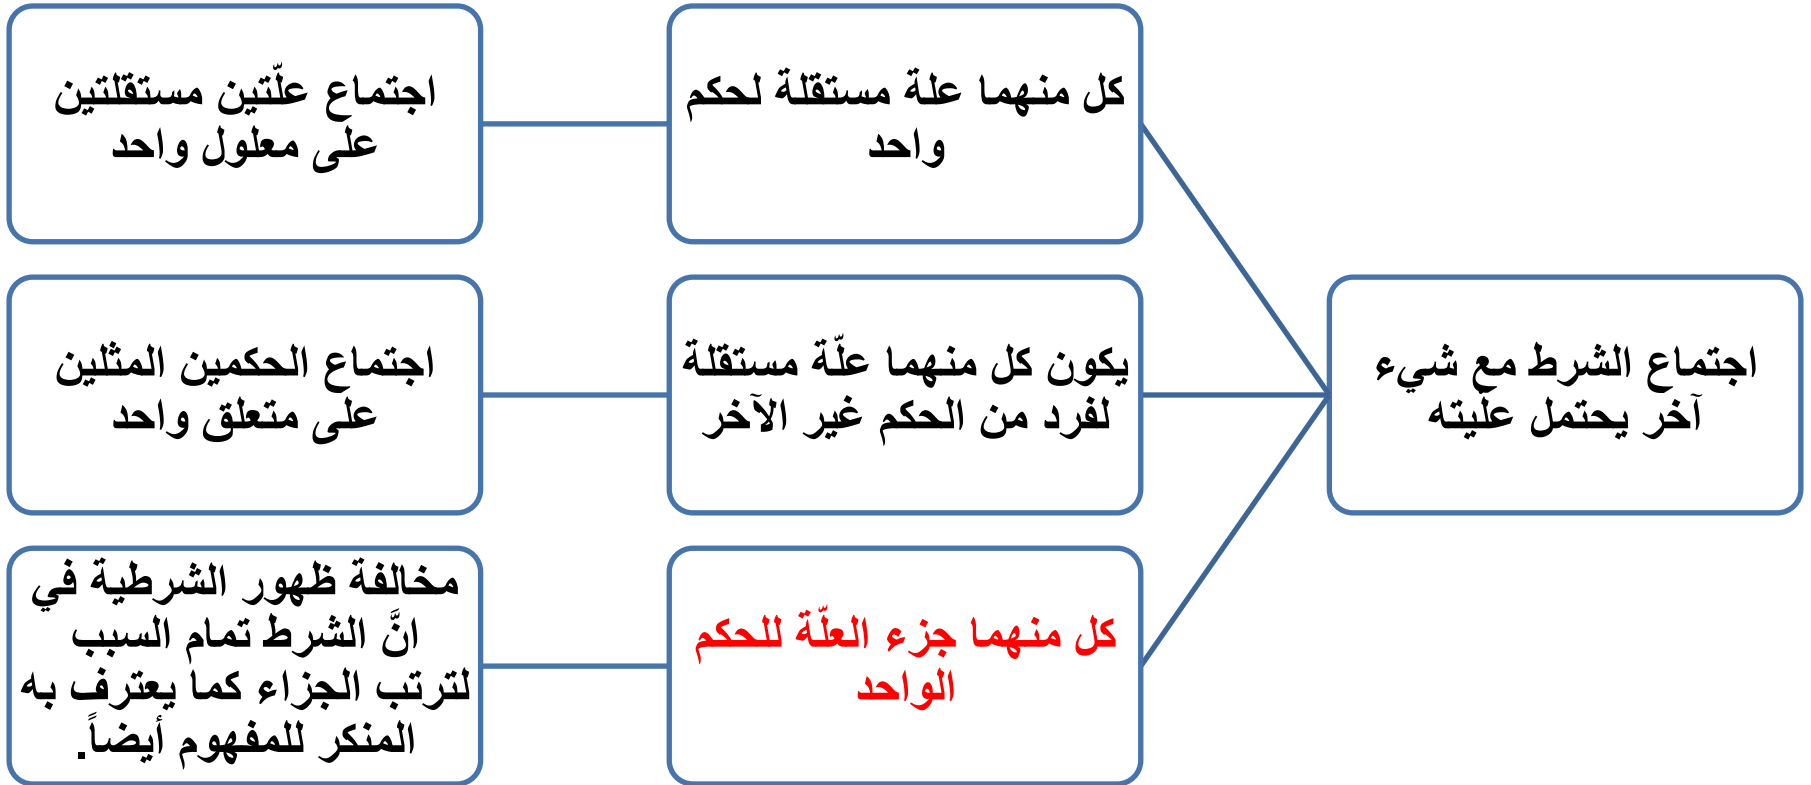 اجتماع الشرط مع شيء
آخر يحتمل علّيته
كل منهما علة مستقلة لحكم
واحد
اجتماع علّتين مستقلتين
على معلول واحد
يكون كل منهما علّة مستقلة
لفرد من الحكم غير الآخر
اجتماع الحكمين المثلين
على متعلق واحد
كل منهما جزء العلّة للحكم
الواحد
مخالفة ظهور الشرطية في
انَّ الشرط تمام السبب
لترتب الجزاء كما يعترف به
المنكر للمفهوم أيضاً.